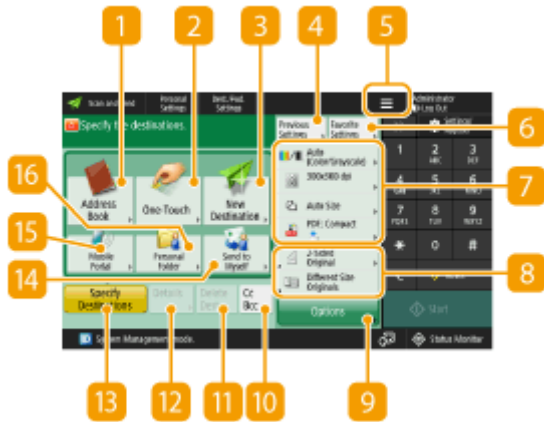 1
2
3
4
5
Scan and Send
Personal Settings
Dest./Fwd. Settings
Administrator
Log Out
Specify the destinations.
Previous Settings
Favorite Settings
6
16
Auto (Color/Grayscale)
300x300 dpi
1
2
ABC
3
DEF
7
Address Book
One-Touch
New Destination
Auto Size
4
5
6
PDF: Compact
7
8
9
15
Mobile Portal
Personal Folder
Send to Myself
2-Sided Original
0
#
8
14
Different Size Originals
C
Specify Destinations
Details
Delete Dest.
Cc
Bcc
Options
Start
ID
System Management mode.
Status Monitor
13
12
11
10
9